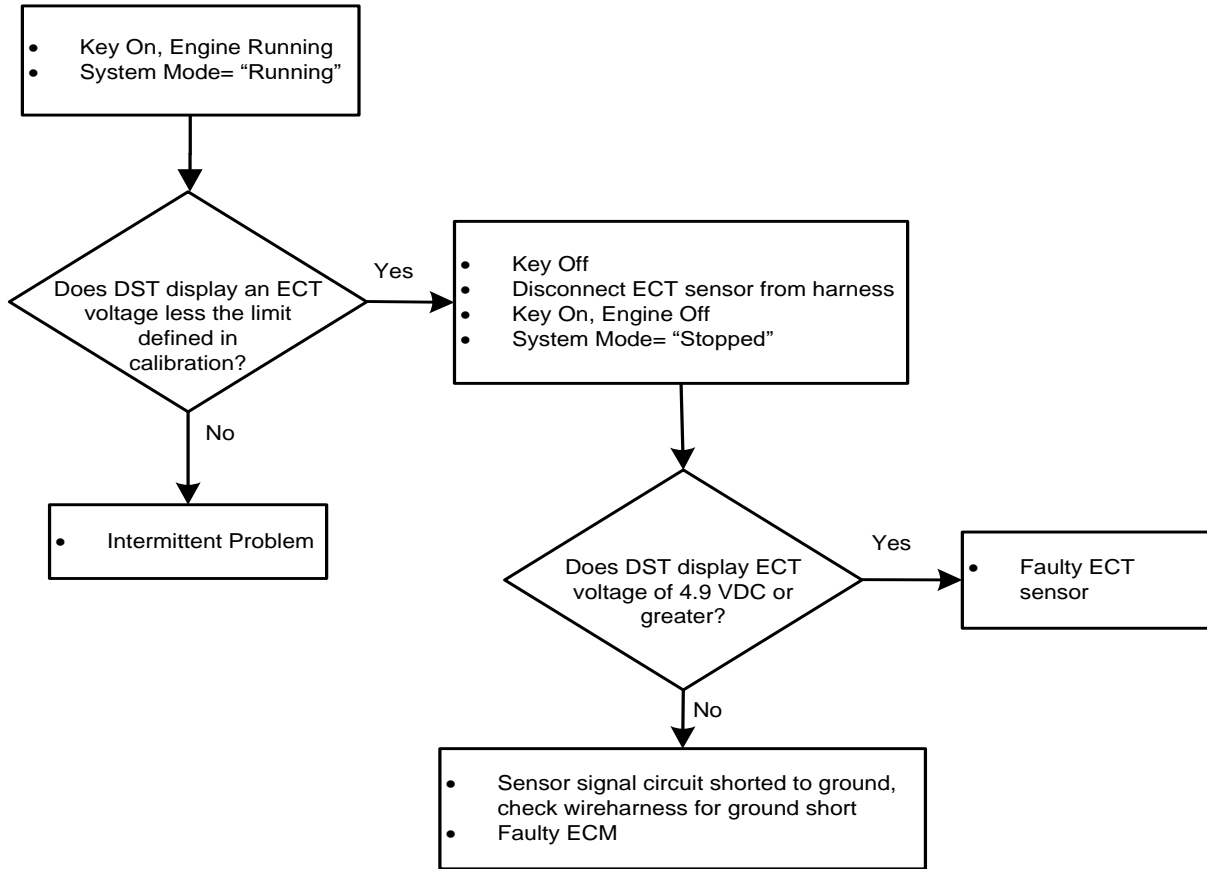 • Key On, Engine Running
• System Mode= “Running”
Does DST display an ECT
voltage less the limit
defined in
calibration?
Yes
• Key Off
• Disconnect ECT sensor from harness
• Key On, Engine Off
• System Mode= “Stopped”
No
• Intermittent Problem
Does DST display ECT
voltage of 4.9 VDC or
greater?
Yes
• Faulty ECT
sensor
No
• Sensor signal circuit shorted to ground,
check wireharness for ground short
• Faulty ECM